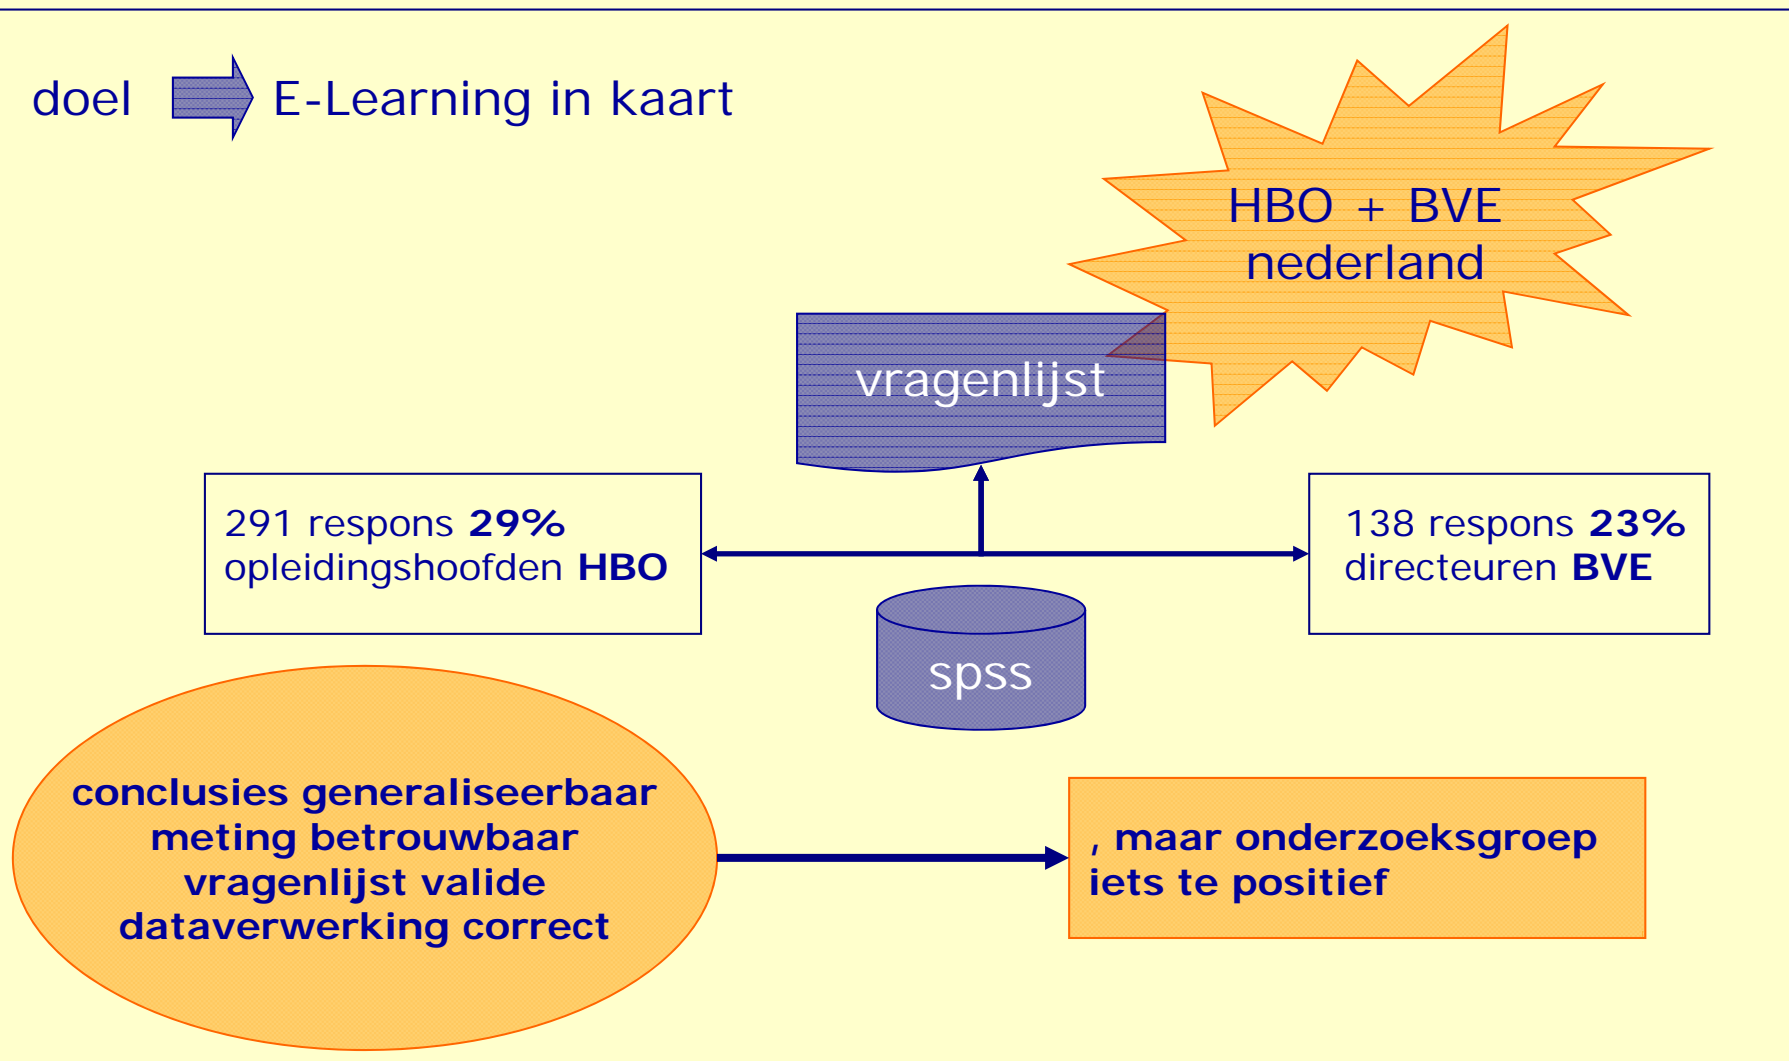 doel
E-Learning in kaart
HBO + BVE
nederland
vragenlijst
291 respons 29%
opleidingshoofden HBO
138 respons 23%
directeuren BVE
spss
conclusies generaliseerbaar
meting betrouwbaar
vragenlijst valide
dataverwerking correct
, maar onderzoeksgroep
iets te positief